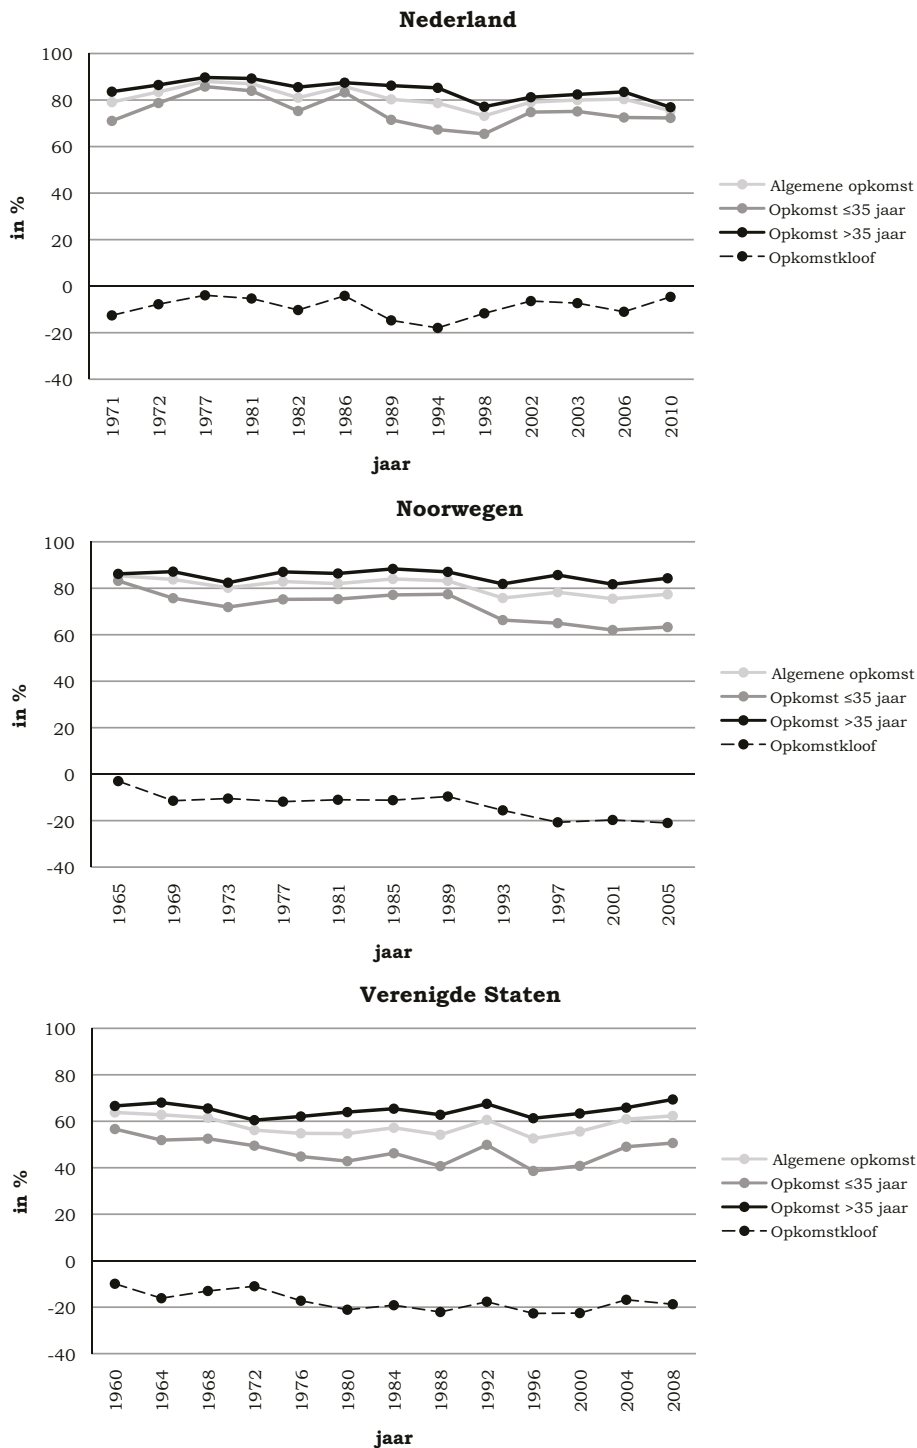 Nederland
100
80
60
40
20
0
-20
-40
in %
1971 1972 1977 1981 1982 1986 1989 1994 1998 2002 2003 2006 2010
jaar
Algemene opkomst
Opkomst ≤35 jaar
Opkomst >35 jaar
Opkomstkloof
Noorwegen
100
80
60
40
20
0
-20
-40
in %
1965 1969 1973 1977 1981 1985 1989 1993 1997 2001 2005
jaar
Algemene opkomst
Opkomst ≤35 jaar
Opkomst >35 jaar
Opkomstkloof
Verenigde Staten
100
80
60
40
20
0
-20
-40
in %
1960 1964 1968 1972 1976 1980 1984 1988 1992 1996 2000 2004 2008
jaar
Algemene opkomst
Opkomst ≤35 jaar
Opkomst >35 jaar
Opkomstkloof